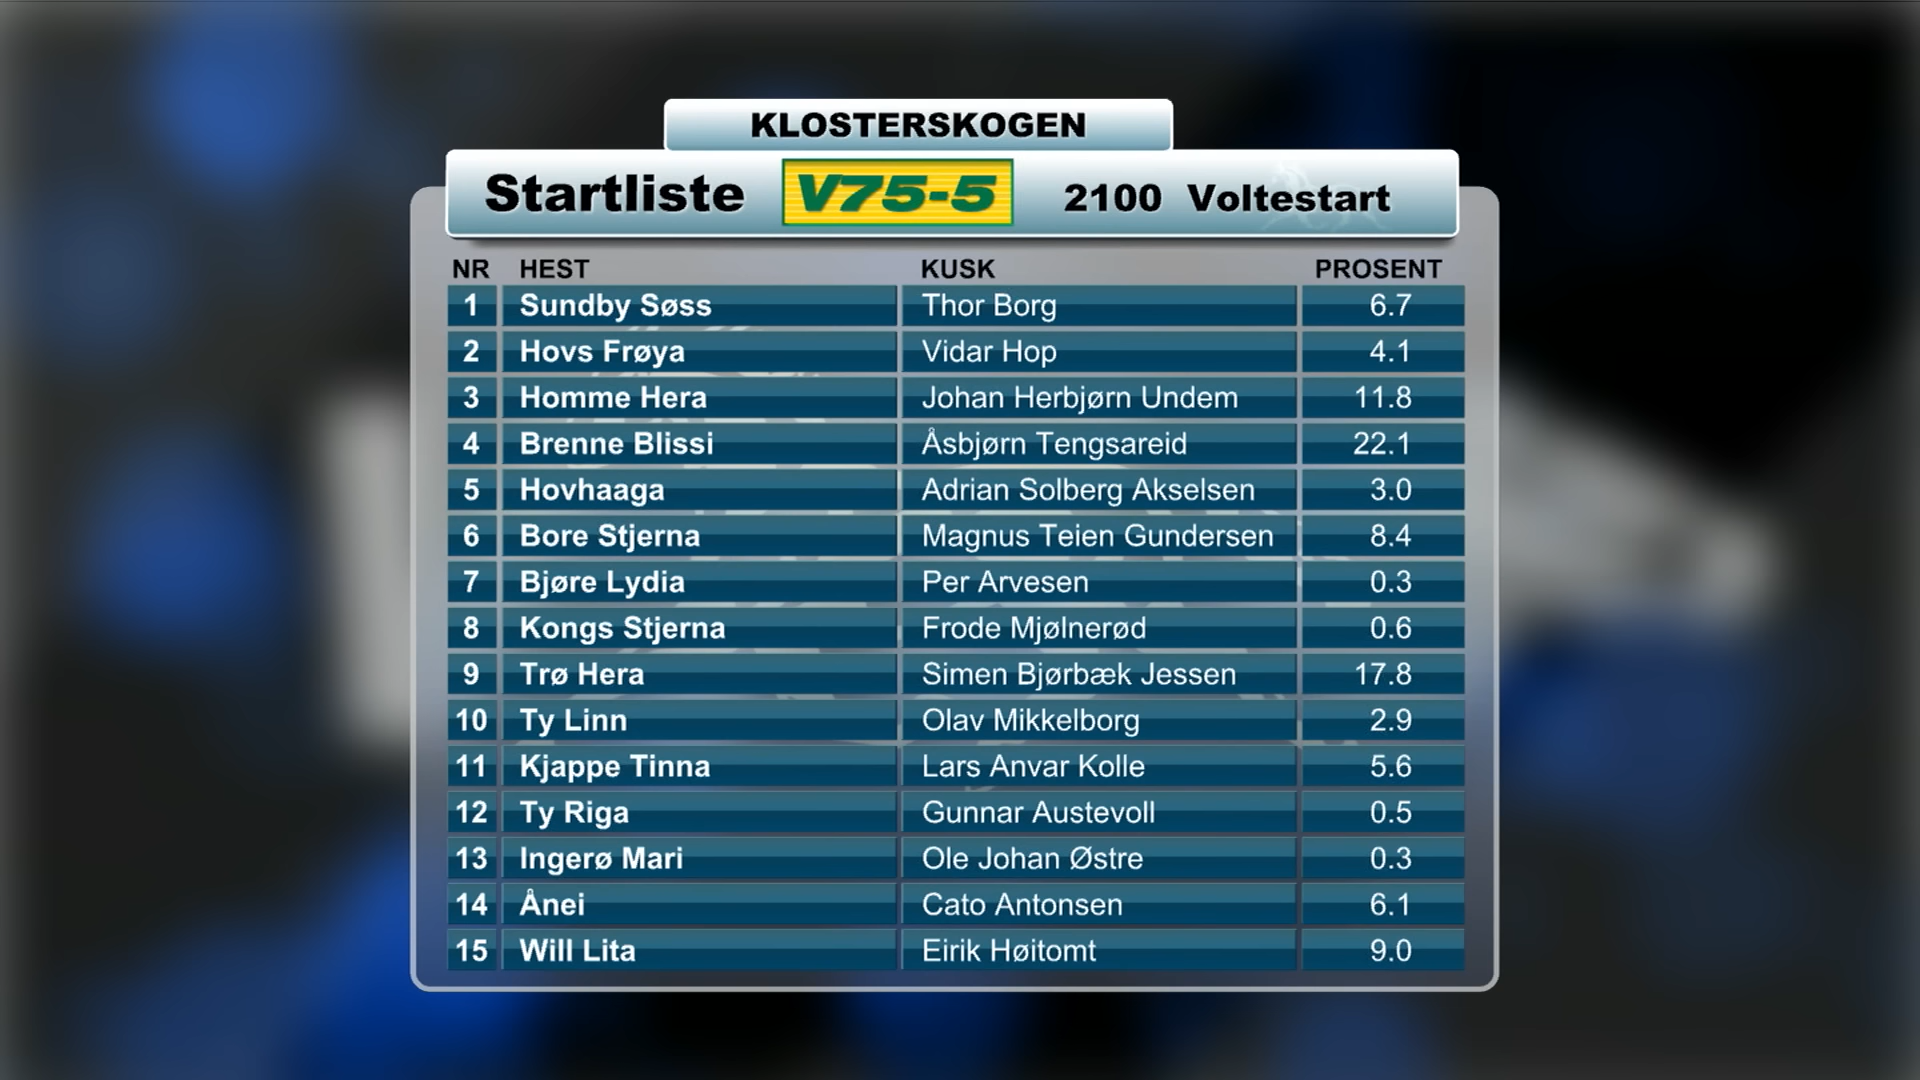 KLOSTERSKOGEN
Startliste V75-5 2100 Voltestart
NR HEST KUSK PROSENT
1 Sundby Søss Thor Borg 6.7
2 Hovs Frøya Vidar Hop 4.1
3 Homme Hera Johan Herbjørn Undem 11.8
4 Brenne Blissi Åsbjørn Tengsareid 22.1
5 Hovhaaga Adrian Solberg Akselsen 3.0
6 Bore Stjerna Magnus Teien Gundersen 8.4
7 Bjøre Lydia Per Arvesen 0.3
8 Kongs Stjerna Frode Mjølnerød 0.6
9 Trø Hera Simen Bjørbæk Jessen 17.8
10 Ty Linn Olav Mikkelborg 2.9
11 Kjappe Tinna Lars Anvar Kolle 5.6
12 Ty Riga Gunnar Austevoll 0.5
13 Ingerø Mari Ole Johan Østre 0.3
14 Ånei Cato Antonsen 6.1
15 Will Lita Eirik Høitomt 9.0